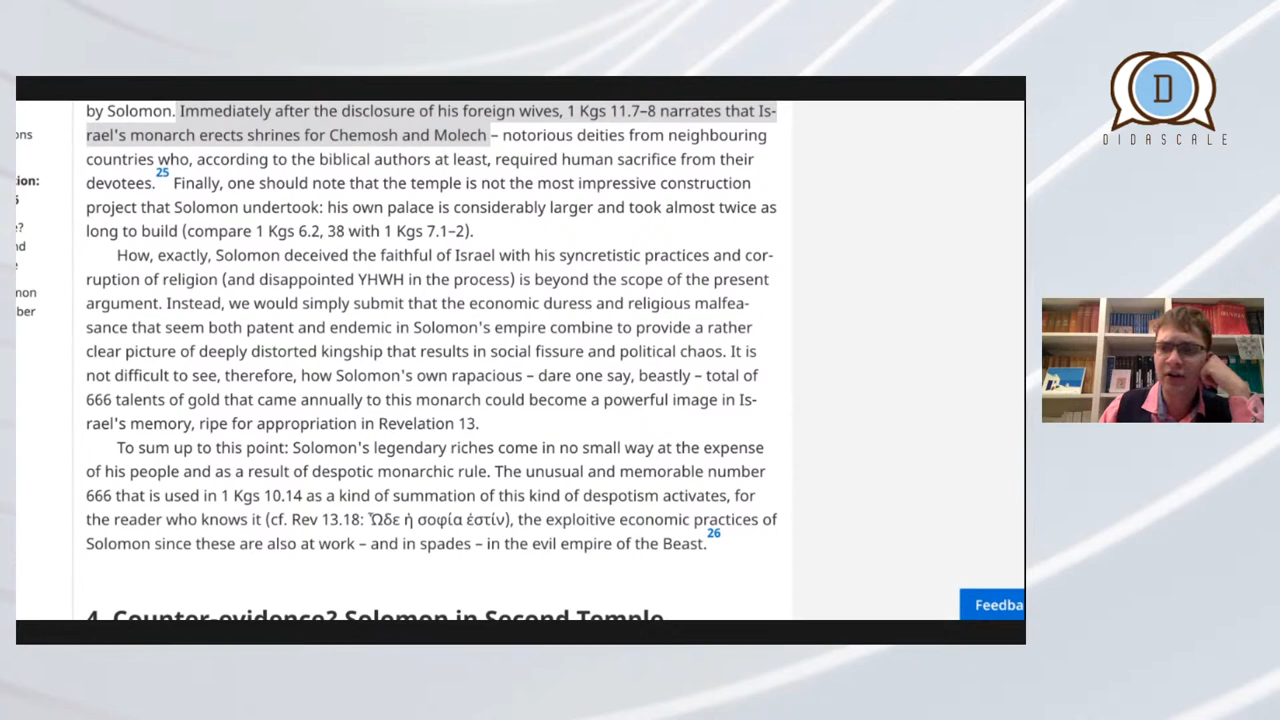 by Solomon. Immediately after the disclosure of his foreign wives, 1 Kgs 11.7–8 narrates that Is-
rael's monarch erects shrines for Chemosh and Molech – notorious deities from neighbouring
countries who, according to the biblical authors at least, required human sacrifice from their
devotees.25 Finally, one should note that the temple is not the most impressive construction
project that Solomon undertook: his own palace is considerably larger and took almost twice as
long to build (compare 1 Kgs 6.2, 38 with 1 Kgs 7.1–2).
How, exactly, Solomon deceived the faithful of Israel with his syncretistic practices and cor-
ruption of religion (and disappointed YHWH in the process) is beyond the scope of the present
argument. Instead, we would simply submit that the economic duress and religious malfea-
sance that seem both patent and endemic in Solomon's empire combine to provide a rather
clear picture of deeply distorted kingship that results in social fissure and political chaos. It is
not difficult to see, therefore, how Solomon's own rapacious – dare one say, beastly – total of
666 talents of gold that came annually to this monarch could become a powerful image in Is-
rael's memory, ripe for appropriation in Revelation 13.
To sum up to this point: Solomon's legendary riches come in no small way at the expense
of his people and as a result of despotic monarchic rule. The unusual and memorable number
666 that is used in 1 Kgs 10.14 as a kind of summation of this kind of despotism activates, for
the reader who knows it (cf. Rev 13.18: Ὧδε ἡ σοφία ἐστίν), the exploitive economic practices of
Solomon since these are also at work – and in spades – in the evil empire of the Beast.26
4. Counter-evidence? Solomon in Second Temple
ons
ion:
?
nd
e
non
ber
Feedba
D
DIDASCALE